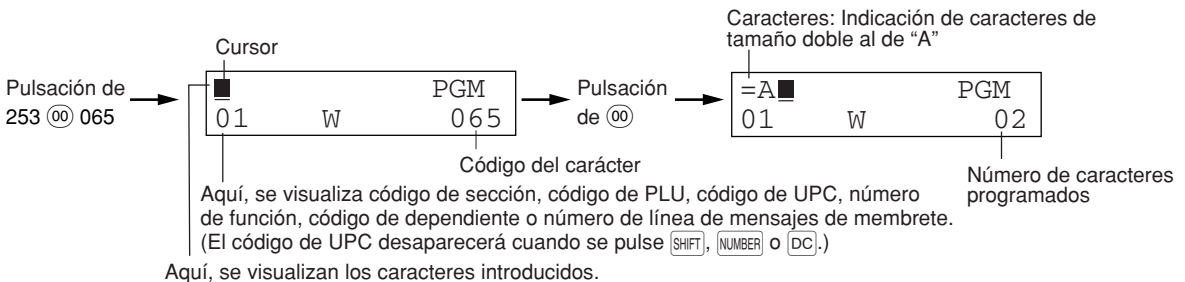 Caracteres: Indicación de caracteres de
tamaño doble al de “A”
Cursor
Pulsación de
253 00 065
PGM
01 W 065
Pulsación
de 00
=A PGM
01 W 02
Código del carácter
Número de caracteres
programados
Aquí, se visualiza código de sección, código de PLU, código de UPC, número
de función, código de dependiente o número de línea de mensajes de membrete.
(El código de UPC desaparecerá cuando se pulse SHIFT, NUMBER o DC.)
Aquí, se visualizan los caracteres introducidos.